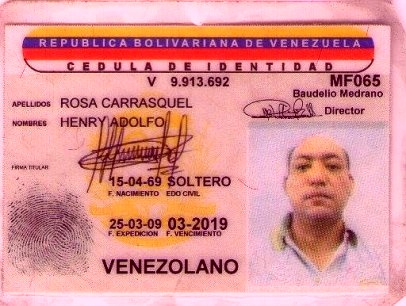 REPUBLICA BOLIVARIANA DE VENEZUELA
CEDULA DE IDENTIDAD
V 9.913.692
MF065
Baudelio Medrano
Director
APELLIDOS ROSA CARRASQUEL
NOMBRES HENRY ADOLFO
FIRMA TITULAR
15-04-69 SOLTERO
F. NACIMIENTO EDO CIVIL
25-03-09 03-2019
F. EXPEDICION F. VENCIMIENTO
VENEZOLANO